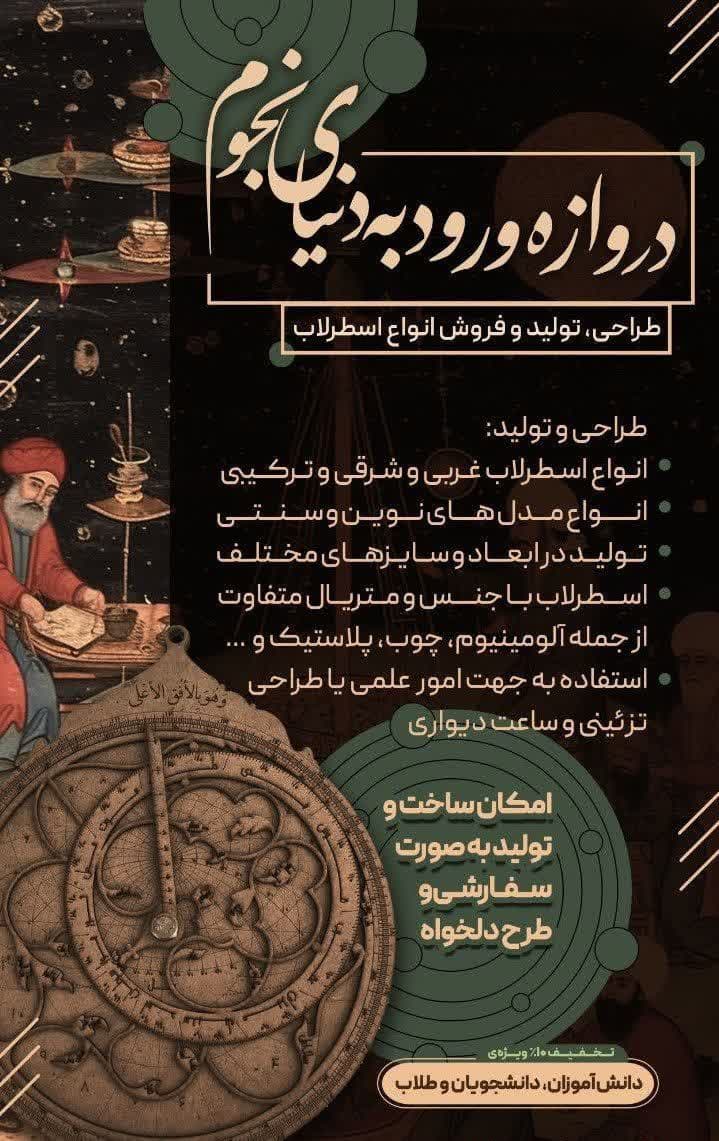 دروازه ورود به دنیای نجوم
طراحی، تولید و فروش انواع اسطرلاب
طراحی و تولید:
انواع اسطرلاب غربی و شرقی و ترکیبی
انواع مدل های نوین و سنتی
تولید در ابعاد و سایزهای مختلف
اسطرلاب با جنس و متریال متفاوت
از جمله آلومینیوم، چوب، پلاستیک و ...
استفاده به جهت امور علمی یا طراحی
تزئینی و ساعت دیواری
وهو بالأفق الأعلى
امکان ساخت و
تولید به صورت
سفارشی و
طرح دلخواه
تخفیف ۱۰٪ ویژه‌ی
دانش آموزان، دانشجویان و طلاب